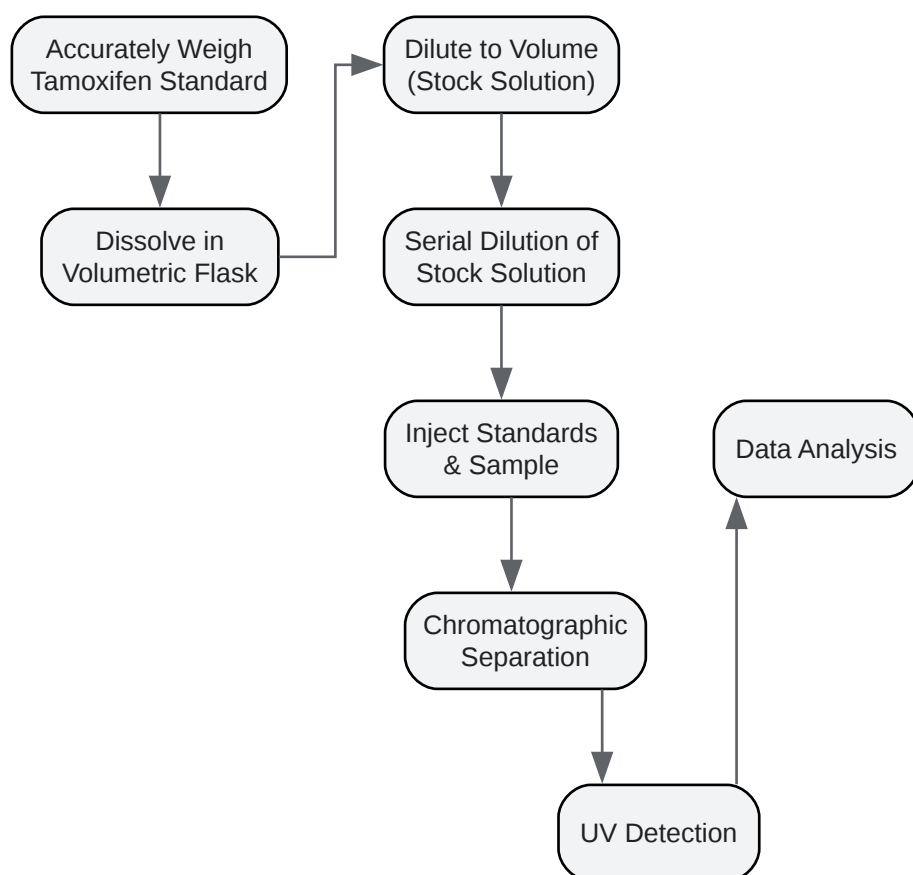 Accurately Weigh
Tamoxifen Standard
Dissolve in
Volumetric Flask
Dilute to Volume
(Stock Solution)
Serial Dilution of
Stock Solution
Inject Standards
& Sample
Chromatographic
Separation
UV Detection
Data Analysis